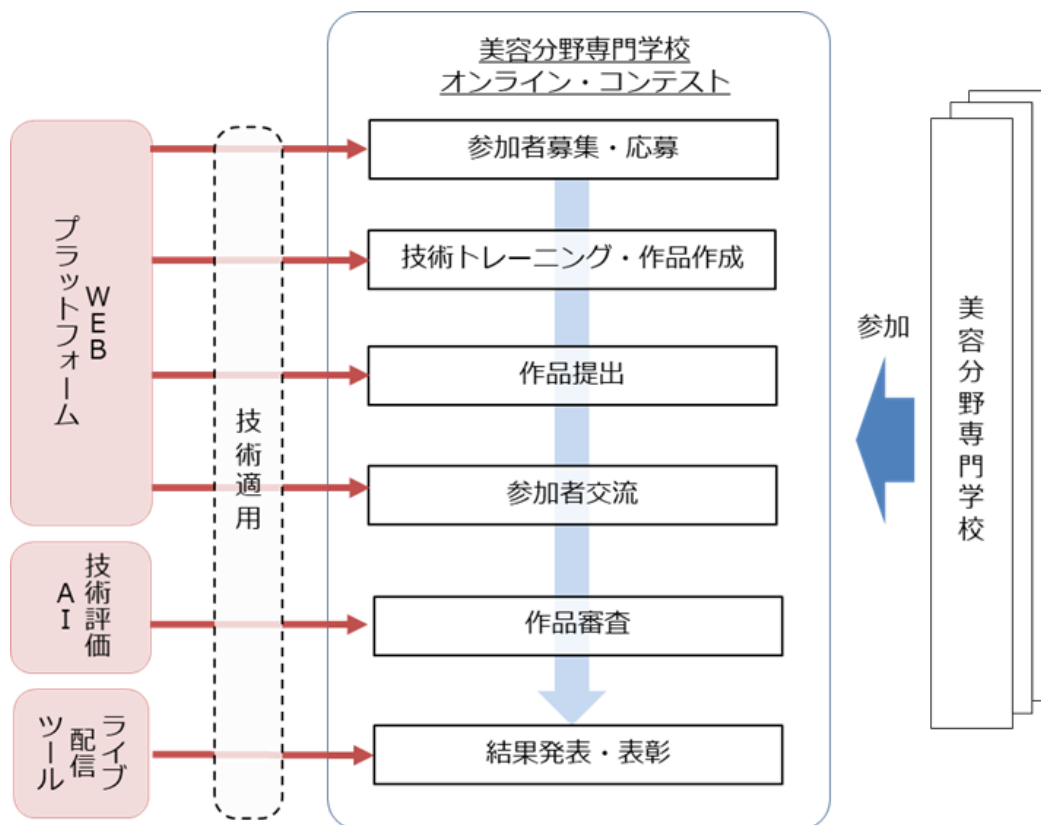 美容分野専門学校
オンライン・コンテスト
WEB
プラットフォーム
技術評価
AI
ライブ
配信
ツール
技術適用
参加者募集・応募
技術トレーニング・作品作成
作品提出
参加者交流
作品審査
結果発表・表彰
参加
美容分野専門学校